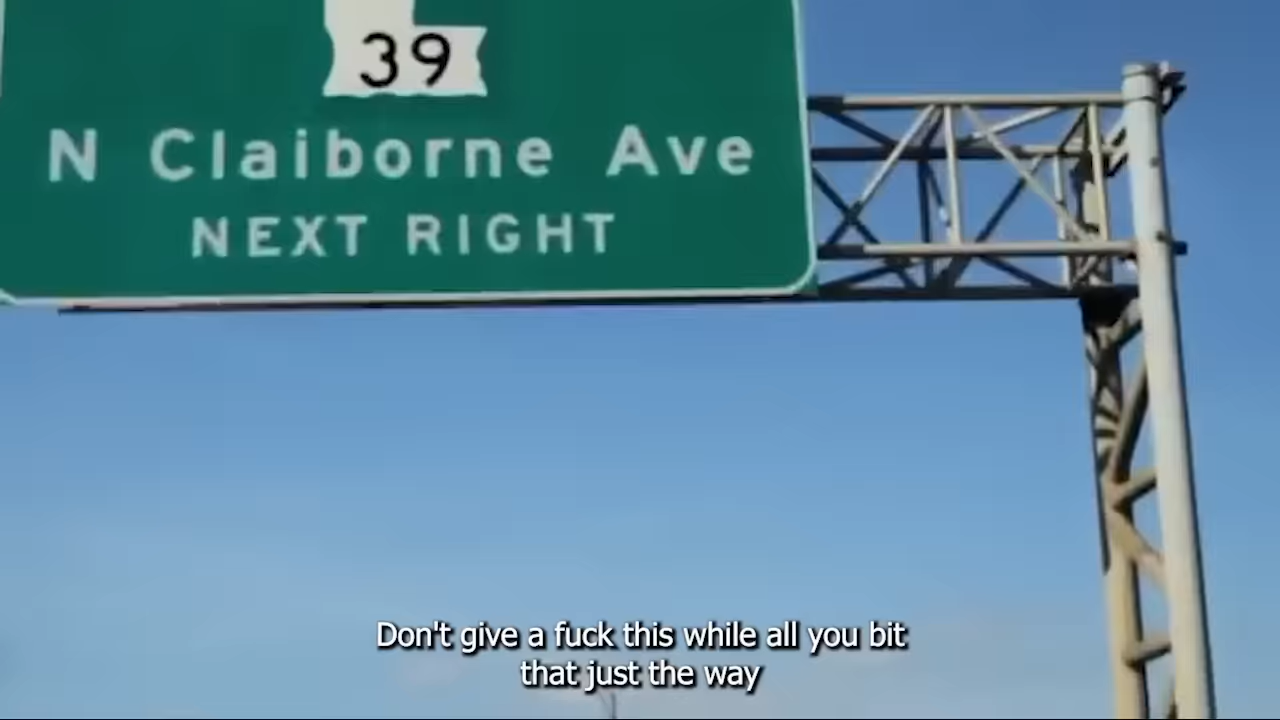 39
N Claiborne Ave
NEXT RIGHT
Don't give a fuck this while all you bit
that just the way